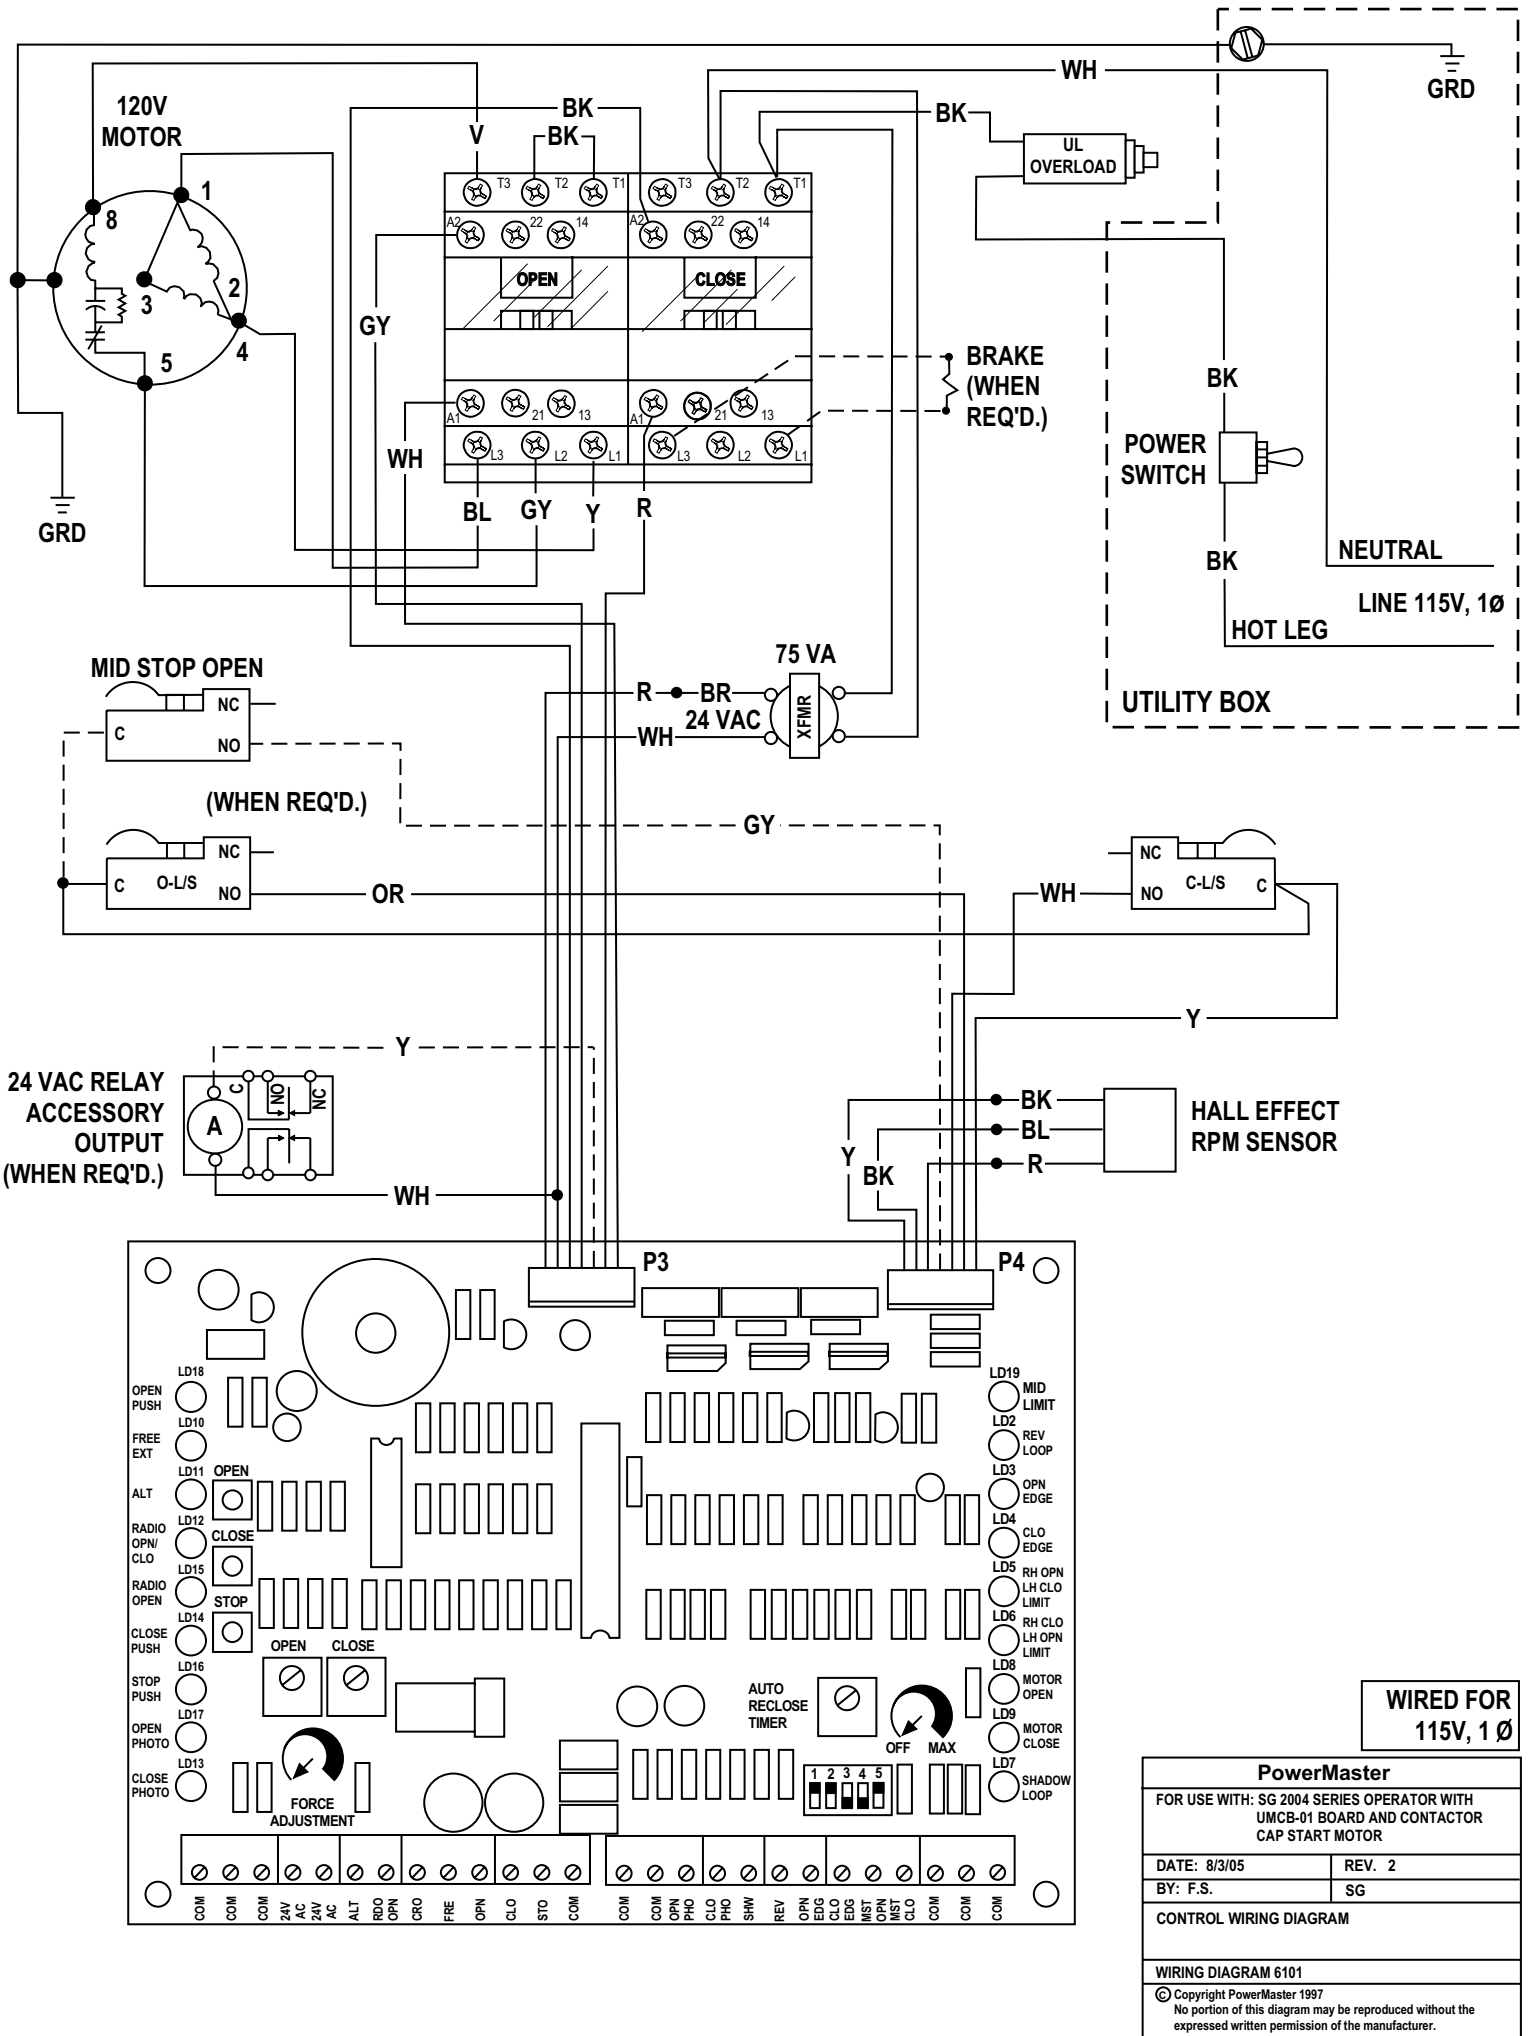 GRD
WH
120V
MOTOR
V
BK
BK
BK
UL
OVERLOAD
1
8
2
3
4
5
T3
T2
T1
T3
T2
T1
A2
22
14
A2
22
14
OPEN
CLOSE
GY
BRAKE
(WHEN
REQ'D.)
BK
A1
21
13
A1
21
13
L3
L2
L1
L3
L2
L1
WH
POWER
SWITCH
BL
GY
Y
R
GRD
BK
NEUTRAL
LINE 115V, 1Ø
HOT LEG
UTILITY BOX
MID STOP OPEN
NC
C
NO
75 VA
R
BR
24 VAC
XFMR
WH
(WHEN REQ'D.)
GY
NC
C
O-L/S
NO
OR
NC
C-L/S
C
NO
WH
Y
Y
24 VAC RELAY
ACCESSORY
OUTPUT
(WHEN REQ'D.)
A
C
NO
NC
WH
BK
BL
R
Y
BK
HALL EFFECT
RPM SENSOR
P3
P4
LD18
OPEN
PUSH
LD10
FREE
EXT
LD11
ALT
OPEN
LD12
RADIO
OPN/
CLO
CLOSE
LD15
RADIO
OPEN
STOP
LD14
CLOSE
PUSH
LD16
STOP
PUSH
LD17
OPEN
PHOTO
LD13
CLOSE
PHOTO
OPEN
CLOSE
FORCE
ADJUSTMENT
AUTO
RECLOSE
TIMER
OFF
MAX
1 2 3 4 5
LD19
MID
LIMIT
LD2
REV
LOOP
LD3
OPN
EDGE
LD4
CLO
EDGE
LD5
RH OPN
LH CLO
LIMIT
LD6
RH CLO
LH OPN
LIMIT
LD8
MOTOR
OPEN
LD9
MOTOR
CLOSE
LD7
SHADOW
LOOP
COM
COM
COM
24V
AC
24V
AC
ALT
RDO
OPN
CRO
FRE
OPN
CLO
STO
COM
COM
COM
OPN
PHO
CLO
PHO
SHW
REV
OPN
EDG
CLO
EDG
MST
OPN
MST
CLO
COM
COM
COM
WIRED FOR
115V, 1 Ø
PowerMaster
FOR USE WITH: SG 2004 SERIES OPERATOR WITH
UMCB-01 BOARD AND CONTACTOR
CAP START MOTOR
DATE: 8/3/05
REV. 2
BY: F.S.
SG
CONTROL WIRING DIAGRAM
WIRING DIAGRAM 6101
© Copyright PowerMaster 1997
No portion of this diagram may be reproduced without the
expressed written permission of the manufacturer.